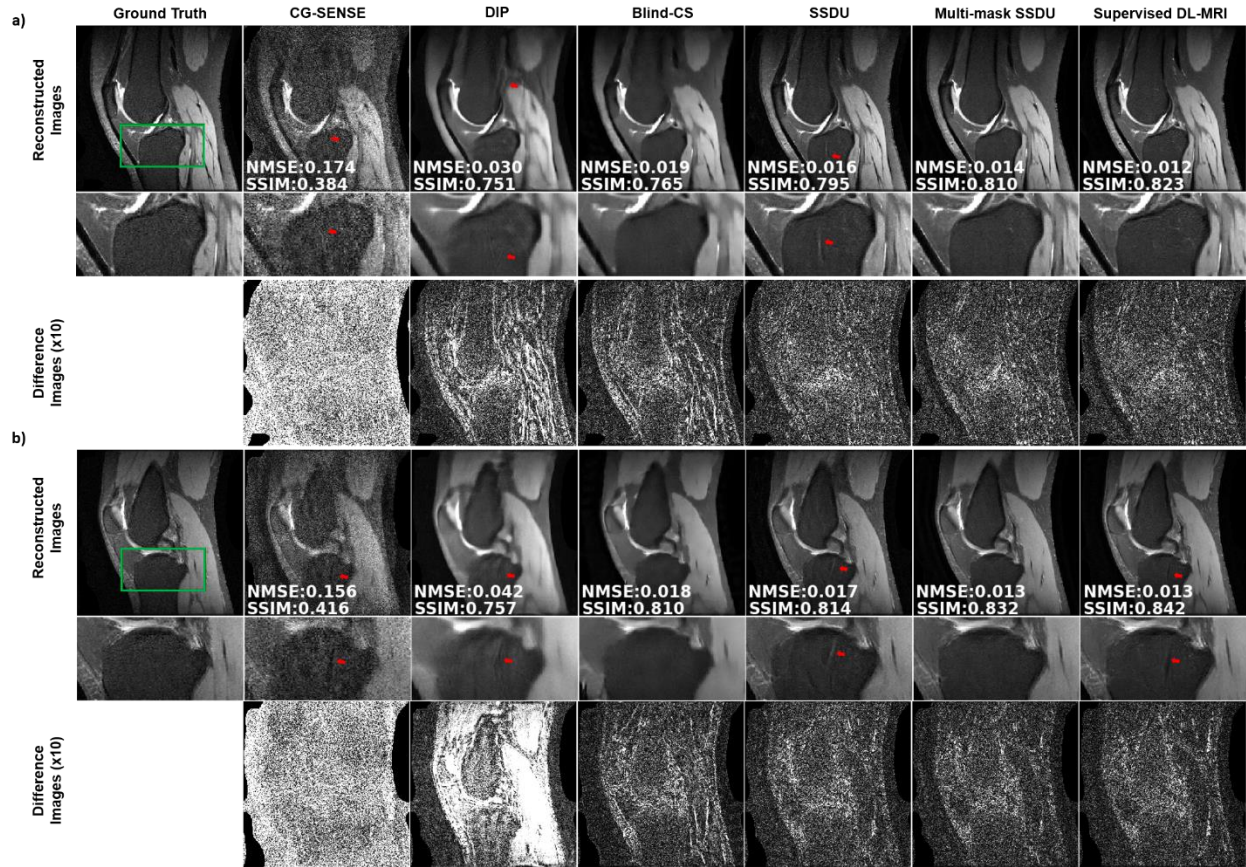 Ground Truth
CG-SENSE
DIP
Blind-CS
SSDU
Multi-mask SSDU
Supervised DL-MRI
a)
Reconstructed
Images
NMSE:0.174
SSIM:0.384
NMSE:0.030
SSIM:0.751
NMSE:0.019
SSIM:0.765
NMSE:0.016
SSIM:0.795
NMSE:0.014
SSIM:0.810
NMSE:0.012
SSIM:0.823
Difference
Images (x10)
b)
Reconstructed
Images
NMSE:0.156
SSIM:0.416
NMSE:0.042
SSIM:0.757
NMSE:0.018
SSIM:0.810
NMSE:0.017
SSIM:0.814
NMSE:0.013
SSIM:0.832
NMSE:0.013
SSIM:0.842
Difference
Images (x10)